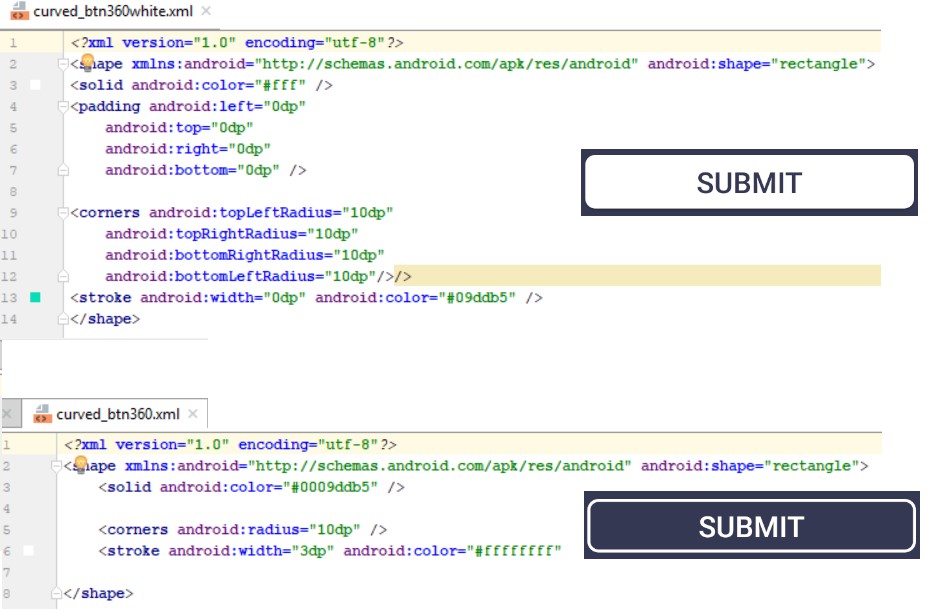 curved_btn360white.xml ×
1 <?xml version="1.0" encoding="utf-8"?>
2 <shape xmlns:android="http://schemas.android.com/apk/res/android" android:shape="rectangle">
3 <solid android:color="#fff" />
4 <padding android:left="0dp"
5 android:top="0dp"
6 android:right="0dp"
7 android:bottom="0dp" />
8
9 <corners android:topLeftRadius="10dp"
10 android:topRightRadius="10dp"
11 android:bottomRightRadius="10dp"
12 android:bottomLeftRadius="10dp"/>/>
13 <stroke android:width="0dp" android:color="#09ddb5" />
14 </shape>
SUBMIT
curved_btn360.xml ×
1 <?xml version="1.0" encoding="utf-8"?>
2 <shape xmlns:android="http://schemas.android.com/apk/res/android" android:shape="rectangle">
3 <solid android:color="#0009ddb5" />
4
5 <corners android:radius="10dp" />
6 <stroke android:width="3dp" android:color="#ffffffff"
7
8 </shape>
SUBMIT